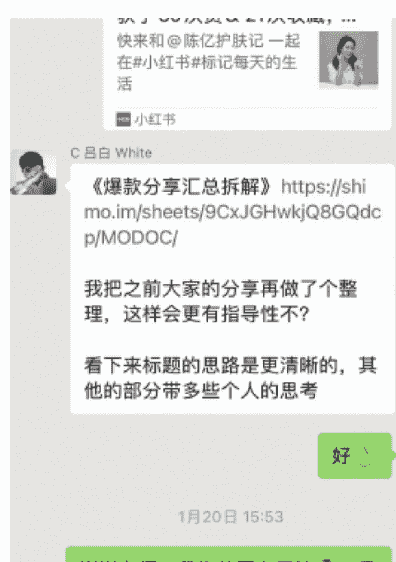 快来和@陈亿护肤记 一起
在#小红书#标记每天的生
活
小红书
C 吕白 White
《爆款分享汇总拆解》https://shi
mo.im/sheets/9CxJGHwkjQ8GQdc
p/MODOC/
我把之前大家的分享再做了个整
理，这样会更有指导性不？
看下来标题的思路是更清晰的，其
他的部分带多些个人的思考
好
1月20日 15:53